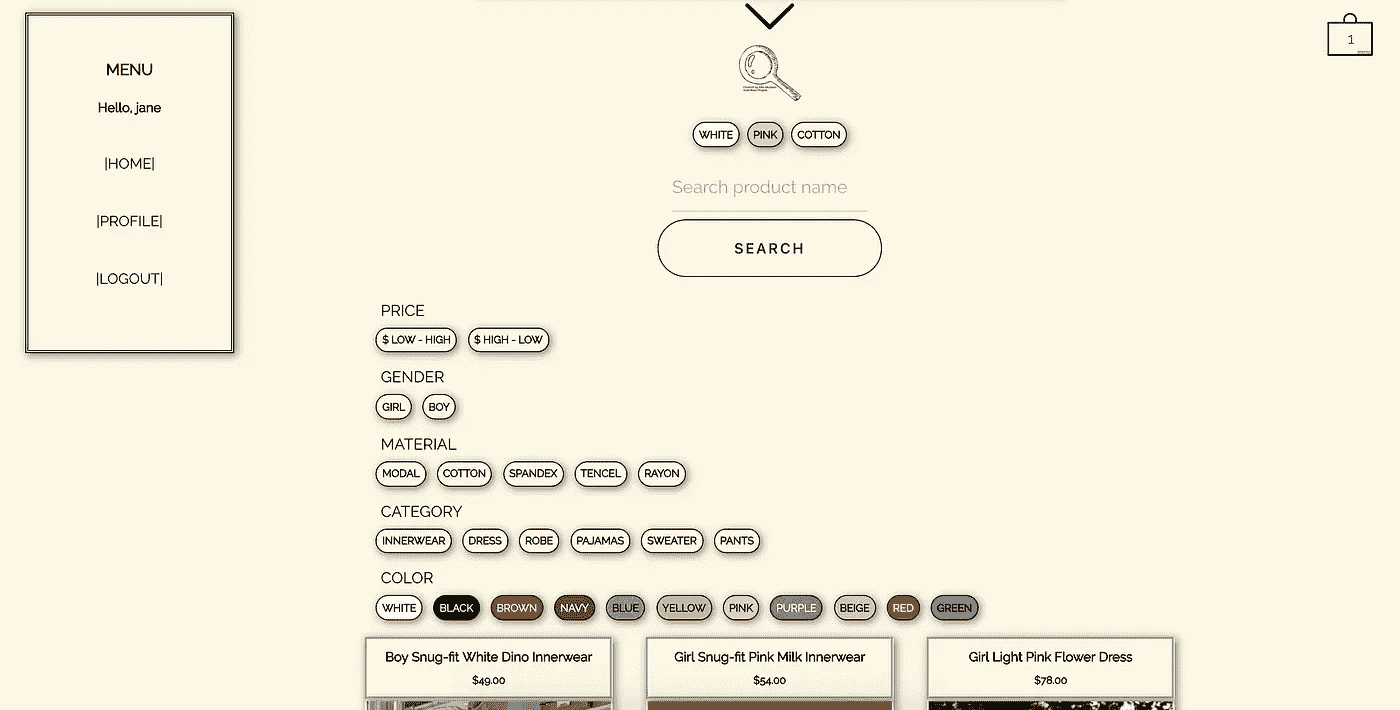 MENU
Hello, jane
|HOME|
|PROFILE|
|LOGOUT|
1
WHITE PINK COTTON
Search product name
SEARCH
PRICE
$ LOW - HIGH $ HIGH - LOW
GENDER
GIRL BOY
MATERIAL
MODAL COTTON SPANDEX TENCEL RAYON
CATEGORY
INNERWEAR DRESS ROBE PAJAMAS SWEATER PANTS
COLOR
WHITE BLACK BROWN NAVY BLUE YELLOW PINK PURPLE BEIGE RED GREEN
Boy Snug-fit White Dino Innerwear Girl Snug-fit Pink Milk Innerwear Girl Light Pink Flower Dress
$49.00 $54.00 $78.00